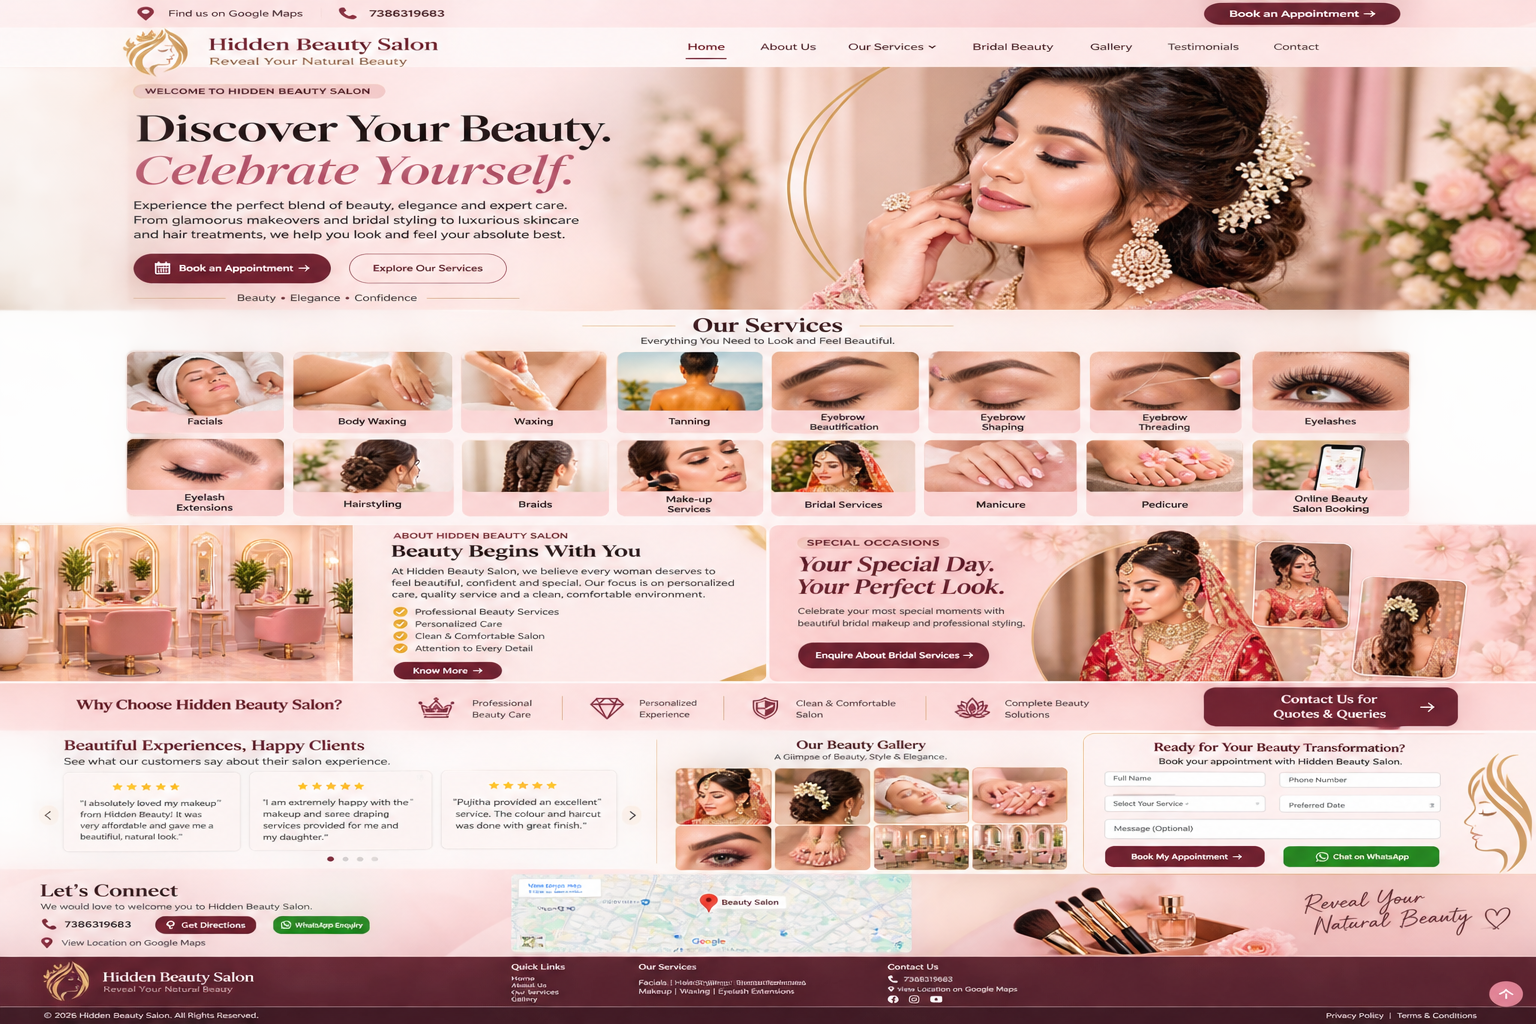 Find us on Google Maps
7386319683
Book an Appointment →
Hidden Beauty Salon
Reveal Your Natural Beauty
Home
About Us
Our Services
Bridal Beauty
Gallery
Testimonials
Contact
WELCOME TO HIDDEN BEAUTY SALON
Discover Your Beauty.
Celebrate Yourself.
Experience the perfect blend of beauty, elegance and expert care.
From glamoorus makeovers and bridal styling to luxurious skincare
and hair treatments, we help you look and feel your absolute best.
Book an Appointment →
Explore Our Services
Beauty • Elegance • Confidence
Our Services
Everything You Need to Look and Feel Beautiful.
Facials
Body Waxing
Waxing
Tanning
Eyebrow
Beautification
Eyebrow
Shaping
Eyebrow
Threading
Eyelashes
Eyelash
Extensions
Hairstyling
Braids
Make-up
Services
Bridal Services
Manicure
Pedicure
Online Beauty
Salon Booking
ABOUT HIDDEN BEAUTY SALON
Beauty Begins With You
At Hidden Beauty Salon, we believe every woman deserves to
feel beautiful, confident and special. Our focus is on personalized
care, quality service and a clean, comfortable environment.
Professional Beauty Services
Personalized Care
Clean & Comfortable Salon
Attention to Every Detail
Know More →
SPECIAL OCCASIONS
Your Special Day.
Your Perfect Look.
Celebrate your most special moments with
beautiful bridal makeup and professional styling.
Enquire About Bridal Services →
Why Choose Hidden Beauty Salon?
Professional
Beauty Care
Personalized
Experience
Clean & Comfortable
Salon
Complete Beauty
Solutions
Contact Us for
Quotes & Queries →
Beautiful Experiences, Happy Clients
See what our customers say about their salon experience.
"I absolutely loved my makeup"
from Hidden Beauty! It was
very affordable and gave me a
beautiful, natural look."
"I am extremely happy with the"
makeup and saree draping
services provided for me and
my daughter."
"Pujitha provided an excellent"
service. The colour and haircut
was done with great finish."
Our Beauty Gallery
A Glimpse of Beauty, Style & Elegance.
Ready for Your Beauty Transformation?
Book your appointment with Hidden Beauty Salon.
Full Name
Phone Number
Select Your Service
Preferred Date
Message (Optional)
Book My Appointment →
Chat on WhatsApp
Let's Connect
We would love to welcome you to Hidden Beauty Salon.
7386319683
Get Directions
WhatsApp Enquiry
View Location on Google Maps
Beauty Salon
Google
Reveal Your
Natural Beauty
Hidden Beauty Salon
Reveal Your Natural Beauty
Quick Links
Home
About Us
Our Services
Gallery
Our Services
Facials |
Makeup | Waxing | Eyelash Extensions
Contact Us
7386319683
View Location on Google Maps
© 2026 Hidden Beauty Salon. All Rights Reserved.
Privacy Policy | Terms & Conditions